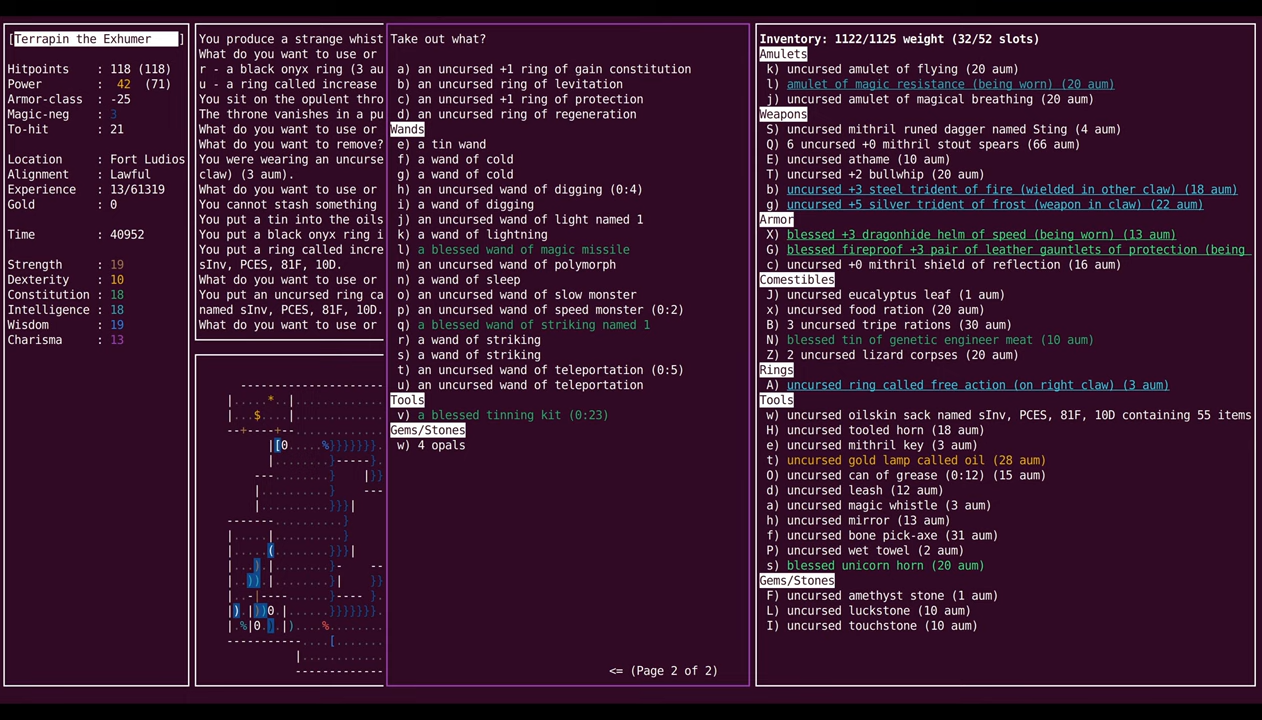 [Terrapin the Exhumer ]
Hitpoints : 118 (118)
Power : 42 (71)
Armor-class : -25
Magic-neg : 3
To-hit : 21
Location : Fort Ludios
Alignment : Lawful
Experience : 13/61319
Gold : 0
Time : 40952
Strength : 19
Dexterity : 10
Constitution : 18
Intelligence : 18
Wisdom : 19
Charisma : 13
You produce a strange whist
What do you want to use or
r - a black onyx ring (3 au
u - a ring called increase
You sit on the opulent thro
The throne vanishes in a pu
What do you want to use or
What do you want to remove?
You were wearing an uncurse
claw) (3 aum).
What do you want to use or
You cannot stash something
You put a tin into the oils
You put a black onyx ring i
You put a ring called incre
sInv, PCES, 81F, 10D.
What do you want to use or
You put an uncursed ring ca
named sInv, PCES, 81F, 10D.
What do you want to use or
Take out what?
a) an uncursed +1 ring of gain constitution
b) an uncursed ring of levitation
c) an uncursed +1 ring of protection
d) an uncursed ring of regeneration
Wands
e) a tin wand
f) a wand of cold
g) a wand of cold
h) an uncursed wand of digging (0:4)
i) a wand of digging
j) an uncursed wand of light named 1
k) a wand of lightning
l) a blessed wand of magic missile
m) an uncursed wand of polymorph
n) a wand of sleep
o) an uncursed wand of slow monster
p) an uncursed wand of speed monster (0:2)
q) a blessed wand of striking named 1
r) a wand of striking
s) a wand of striking
t) an uncursed wand of teleportation (0:5)
u) an uncursed wand of teleportation
Tools
v) a blessed tinning kit (0:23)
Gems/Stones
w) 4 opals
<= (Page 2 of 2)
Inventory: 1122/1125 weight (32/52 slots)
Amulets
k) uncursed amulet of flying (20 aum)
l) amulet of magic resistance (being worn) (20 aum)
j) uncursed amulet of magical breathing (20 aum)
Weapons
S) uncursed mithril runed dagger named Sting (4 aum)
Q) 6 uncursed +0 mithril stout spears (66 aum)
E) uncursed athame (10 aum)
T) uncursed +2 bullwhip (20 aum)
b) uncursed +3 steel trident of fire (wielded in other claw) (18 aum)
g) uncursed +5 silver trident of frost (weapon in claw) (22 aum)
Armor
X) blessed +3 dragonhide helm of speed (being worn) (13 aum)
G) blessed fireproof +3 pair of leather gauntlets of protection (being
c) uncursed +0 mithril shield of reflection (16 aum)
Comestibles
J) uncursed eucalyptus leaf (1 aum)
x) uncursed food ration (20 aum)
B) 3 uncursed tripe rations (30 aum)
N) blessed tin of genetic engineer meat (10 aum)
Z) 2 uncursed lizard corpses (20 aum)
Rings
A) uncursed ring called free action (on right claw) (3 aum)
Tools
w) uncursed oilskin sack named sInv, PCES, 81F, 10D containing 55 items
H) uncursed tooled horn (18 aum)
e) uncursed mithril key (3 aum)
t) uncursed gold lamp called oil (28 aum)
O) uncursed can of grease (0:12) (15 aum)
d) uncursed leash (12 aum)
a) uncursed magic whistle (3 aum)
h) uncursed mirror (13 aum)
f) uncursed bone pick-axe (31 aum)
P) uncursed wet towel (2 aum)
s) blessed unicorn horn (20 aum)
Gems/Stones
F) uncursed amethyst stone (1 aum)
L) uncursed luckstone (10 aum)
I) uncursed touchstone (10 aum)